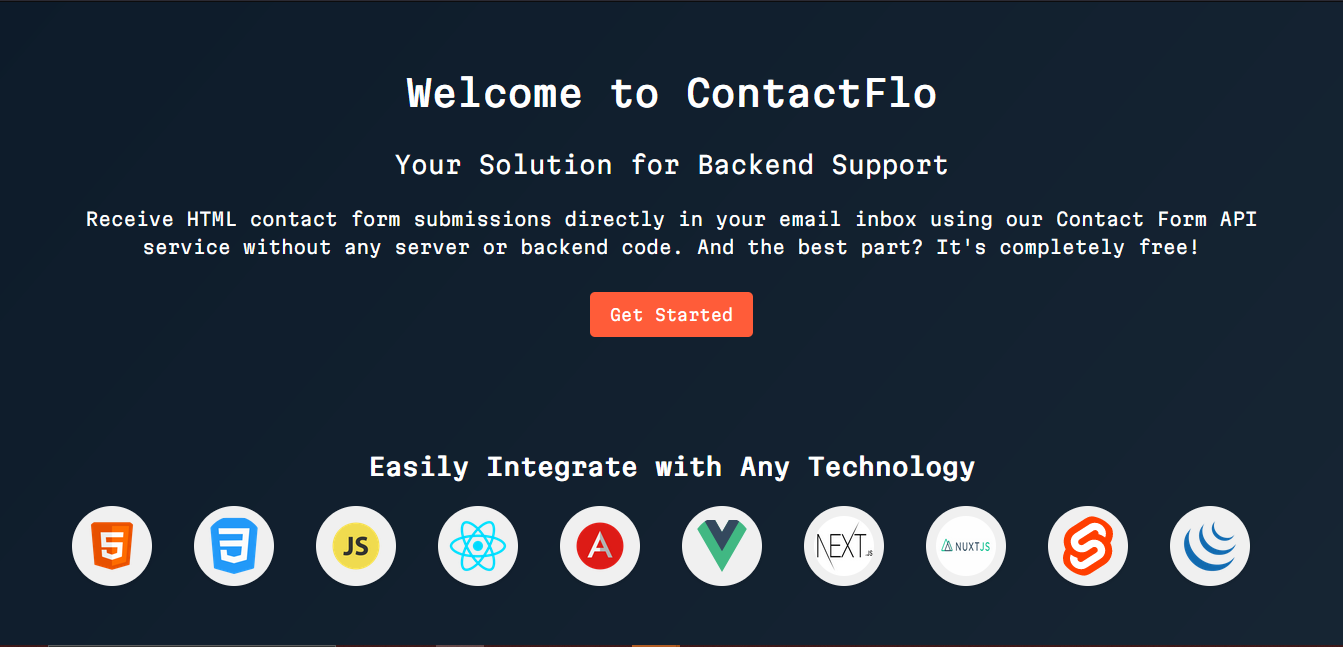 Welcome to ContactFlo
Your Solution for Backend Support
Receive HTML contact form submissions directly in your email inbox using our Contact Form API
service without any server or backend code. And the best part? It's completely free!
Get Started
Easily Integrate with Any Technology
5
3
JS
A
NEXT.JS
NUXTJS